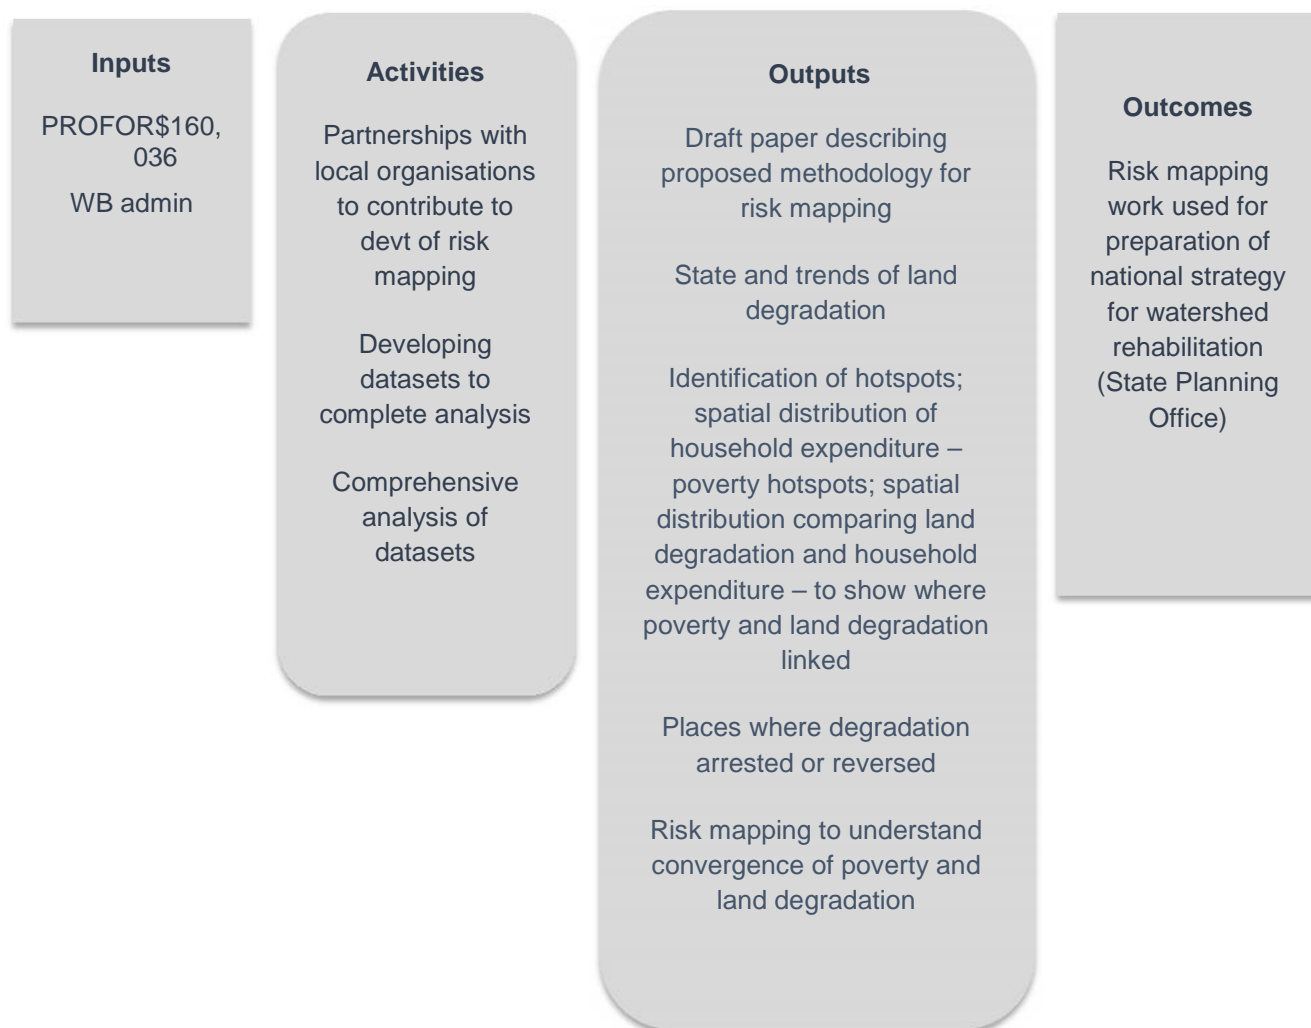 Inputs
PROFOR$160,
036
WB admin
Activities
Partnerships with
local organisations
to contribute to
devt of risk
mapping
Developing
datasets to
complete analysis
Comprehensive
analysis of
datasets
Outputs
Draft paper describing
proposed methodology for
risk mapping
State and trends of land
degradation
Identification of hotspots;
spatial distribution of
household expenditure –
poverty hotspots; spatial
distribution comparing land
degradation and household
expenditure – to show where
poverty and land degradation
linked
Places where degradation
arrested or reversed
Risk mapping to understand
convergence of poverty and
land degradation
Outcomes
Risk mapping
work used for
preparation of
national strategy
for watershed
rehabilitation
(State Planning
Office)